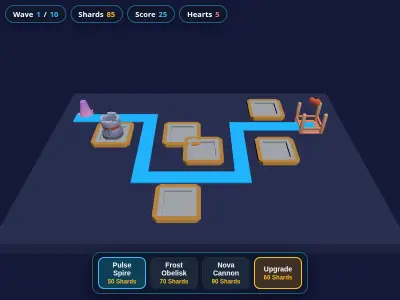 Wave 1 / 10
Shards 85
Score 25
Hearts 5
Pulse
Spire
50 Shards
Frost
Obelisk
70 Shards
Nova
Cannon
90 Shards
Upgrade
60 Shards